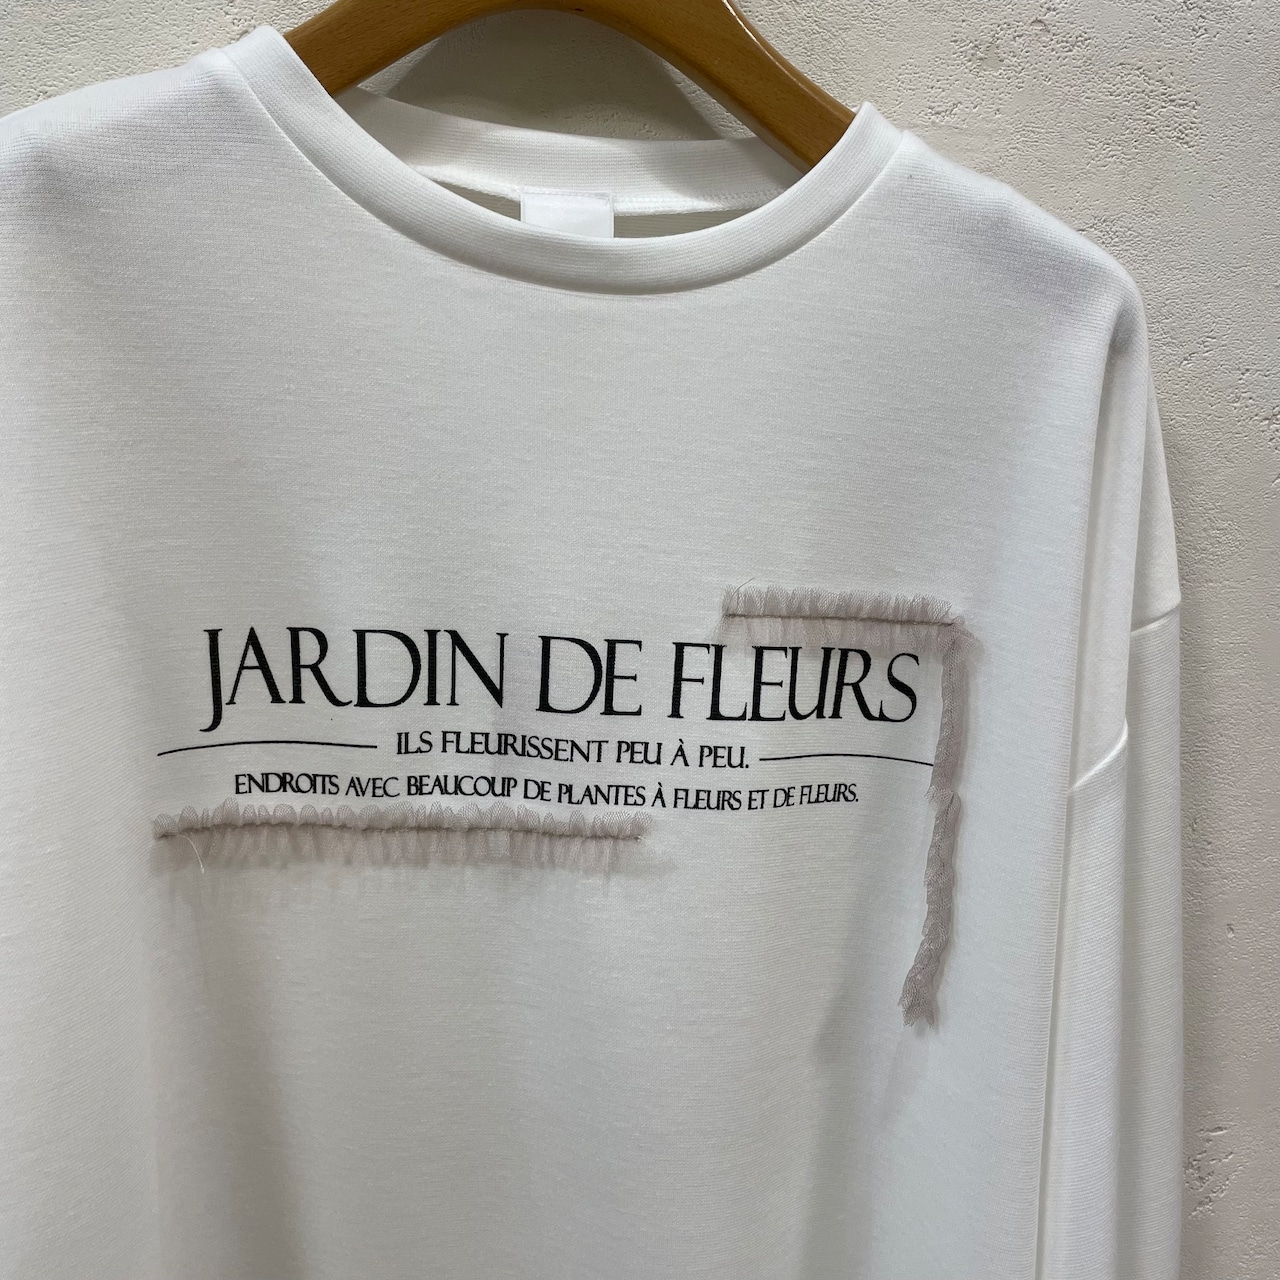 JARDIN DE FLEURS
ILS FLEURISSENT PEU À PEU.
ENDROITS AVEC BEAUCOUP DE PLANTES À FLEURS ET DE FLEURS.